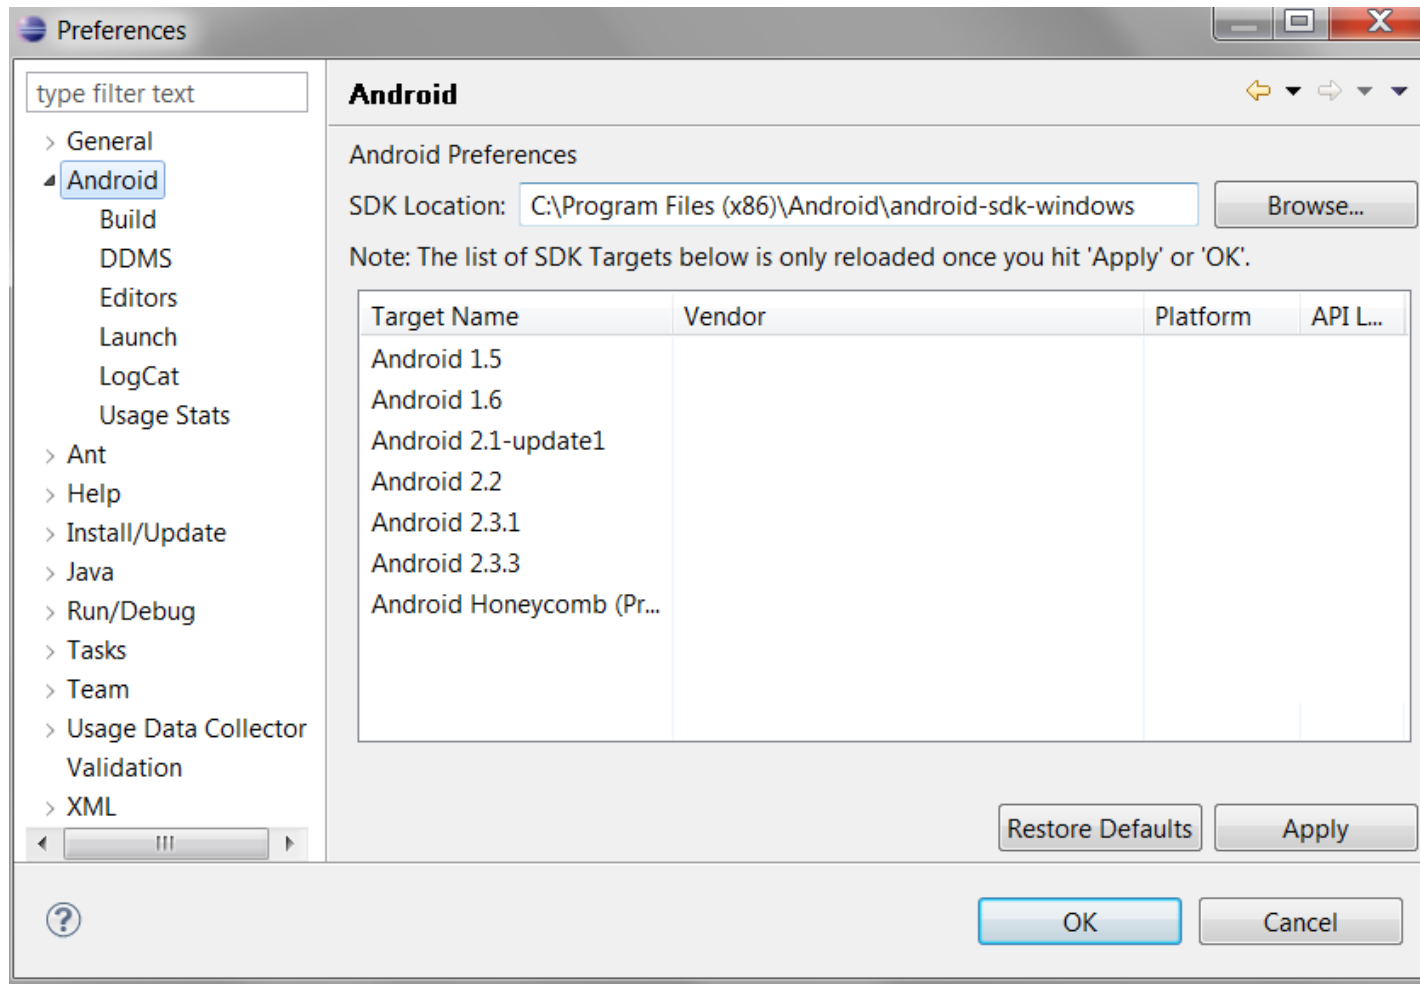 Preferences
type filter text
General
Android
Build
DDMS
Editors
Launch
LogCat
Usage Stats
Ant
Help
Install/Update
Java
Run/Debug
Tasks
Team
Usage Data Collector
Validation
XML
Android
Android Preferences
SDK Location: C:\Program Files (x86)\Android\android-sdk-windows Browse...
Note: The list of SDK Targets below is only reloaded once you hit 'Apply' or 'OK'.
Target Name Vendor Platform API L...
Android 1.5
Android 1.6
Android 2.1-update1
Android 2.2
Android 2.3.1
Android 2.3.3
Android Honeycomb (Pr...
Restore Defaults Apply
? OK Cancel